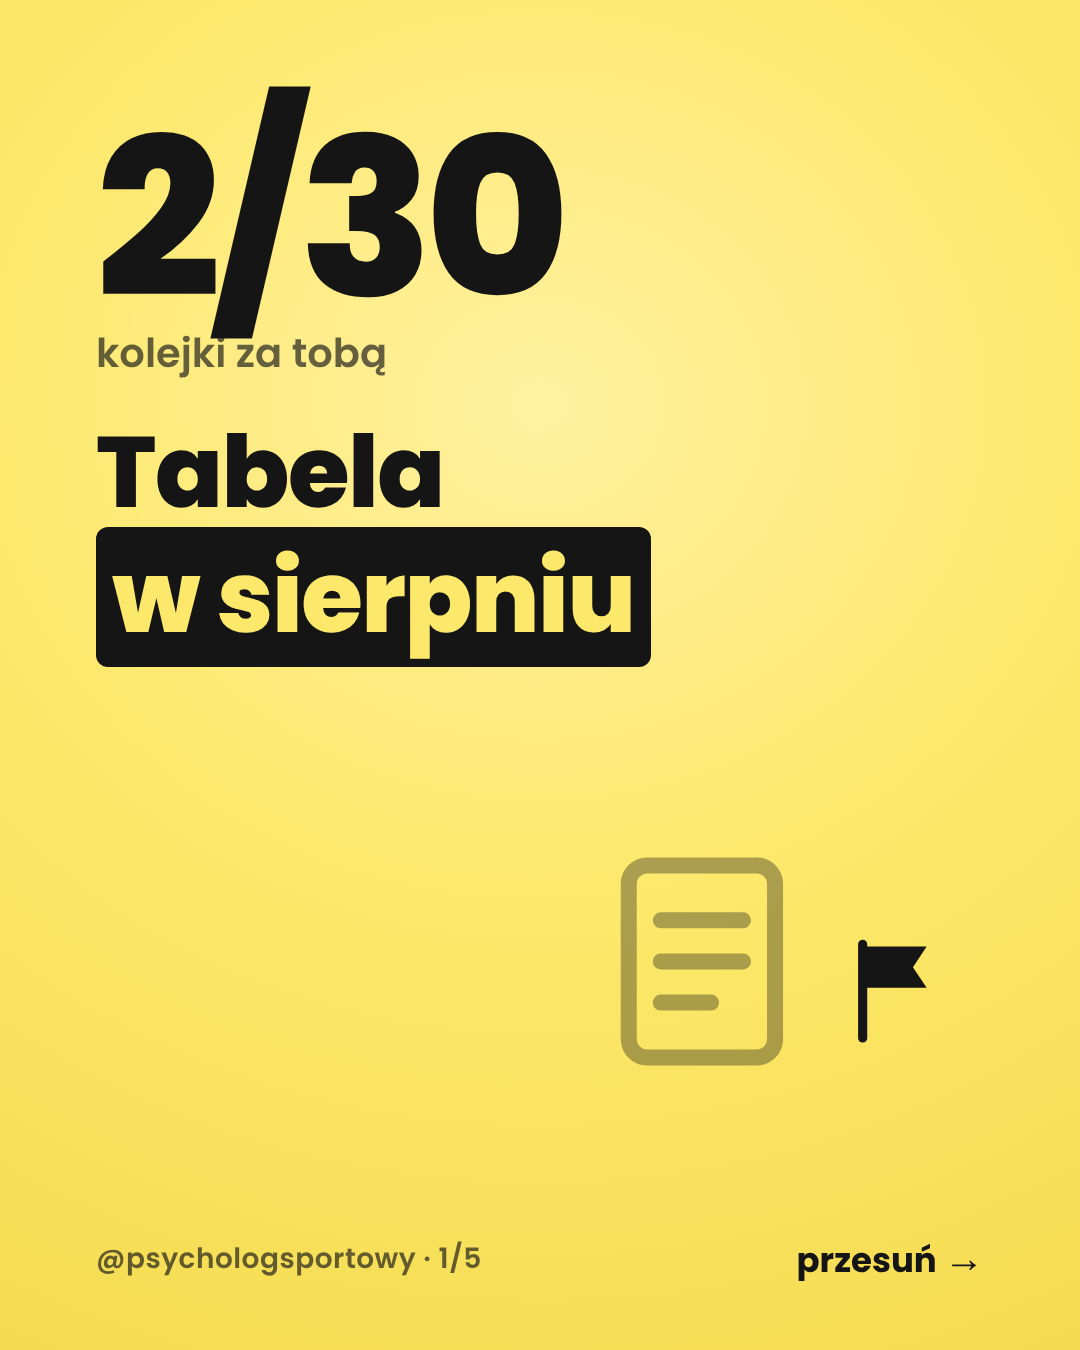 2/30
kolejki za tobą
Tabela
w sierpniu
@psychologsportowy · 1/5
przesuń →